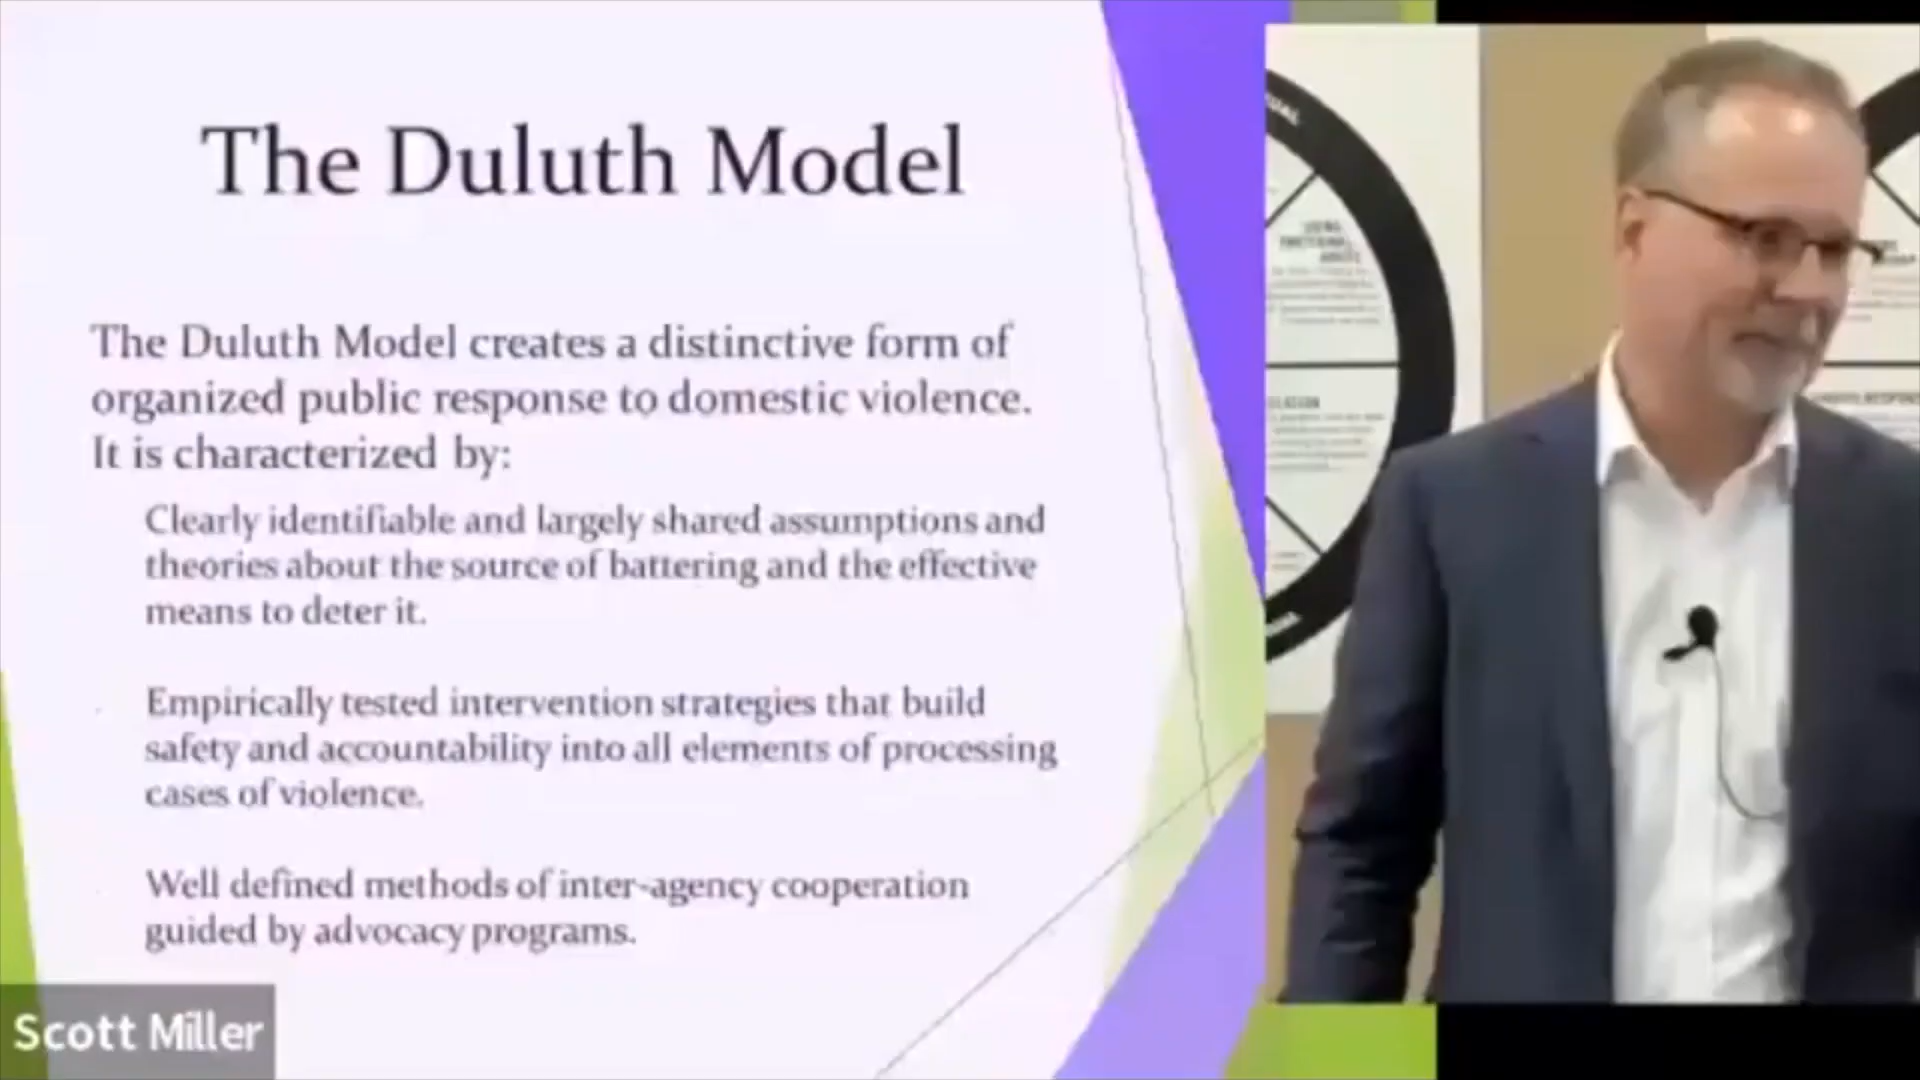 The Duluth Model
The Duluth Model creates a distinctive form of
organized public response to domestic violence.
It is characterized by:
Clearly identifiable and largely shared assumptions and
theories about the source of battering and the effective
means to deter it.
Empirically tested intervention strategies that build
safety and accountability into all elements of processing
cases of violence.
Well defined methods of inter-agency cooperation
guided by advocacy programs.
Scott Miller
USING
EMOTIONAL
ABUSE